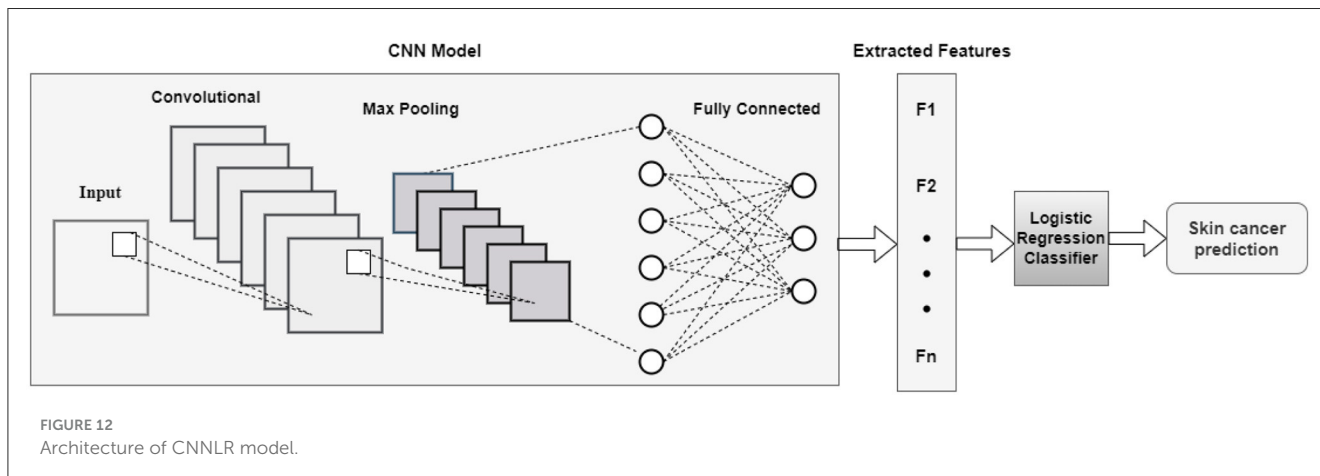 CNN Model
Extracted Features
Convolutional
Max Pooling
Fully Connected
Input
F1
F2
Fn
Logistic
Regression
Classifier
Skin cancer
prediction
FIGURE 12
Architecture of CNNLR model.